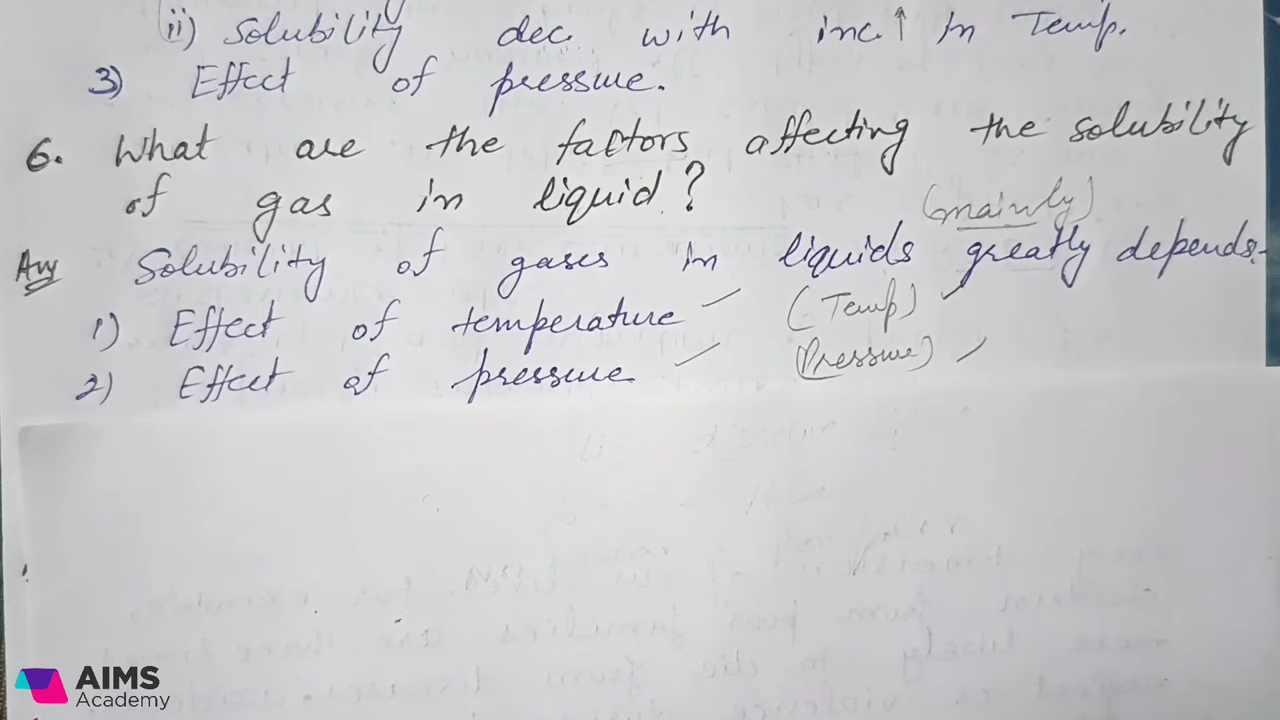 (ii) Solubility dec. with inc.↑ in Temp.
3) Effect of pressure.
6. What are the factors affecting the solubility
of gas in liquid?
(mainly)
Ans Solubility of gases in liquids greatly depends:-
1) Effect of temperature ✓ (Temp) ✓
2) Effect of pressure ✓ (Pressure) ✓
AIMS
Academy